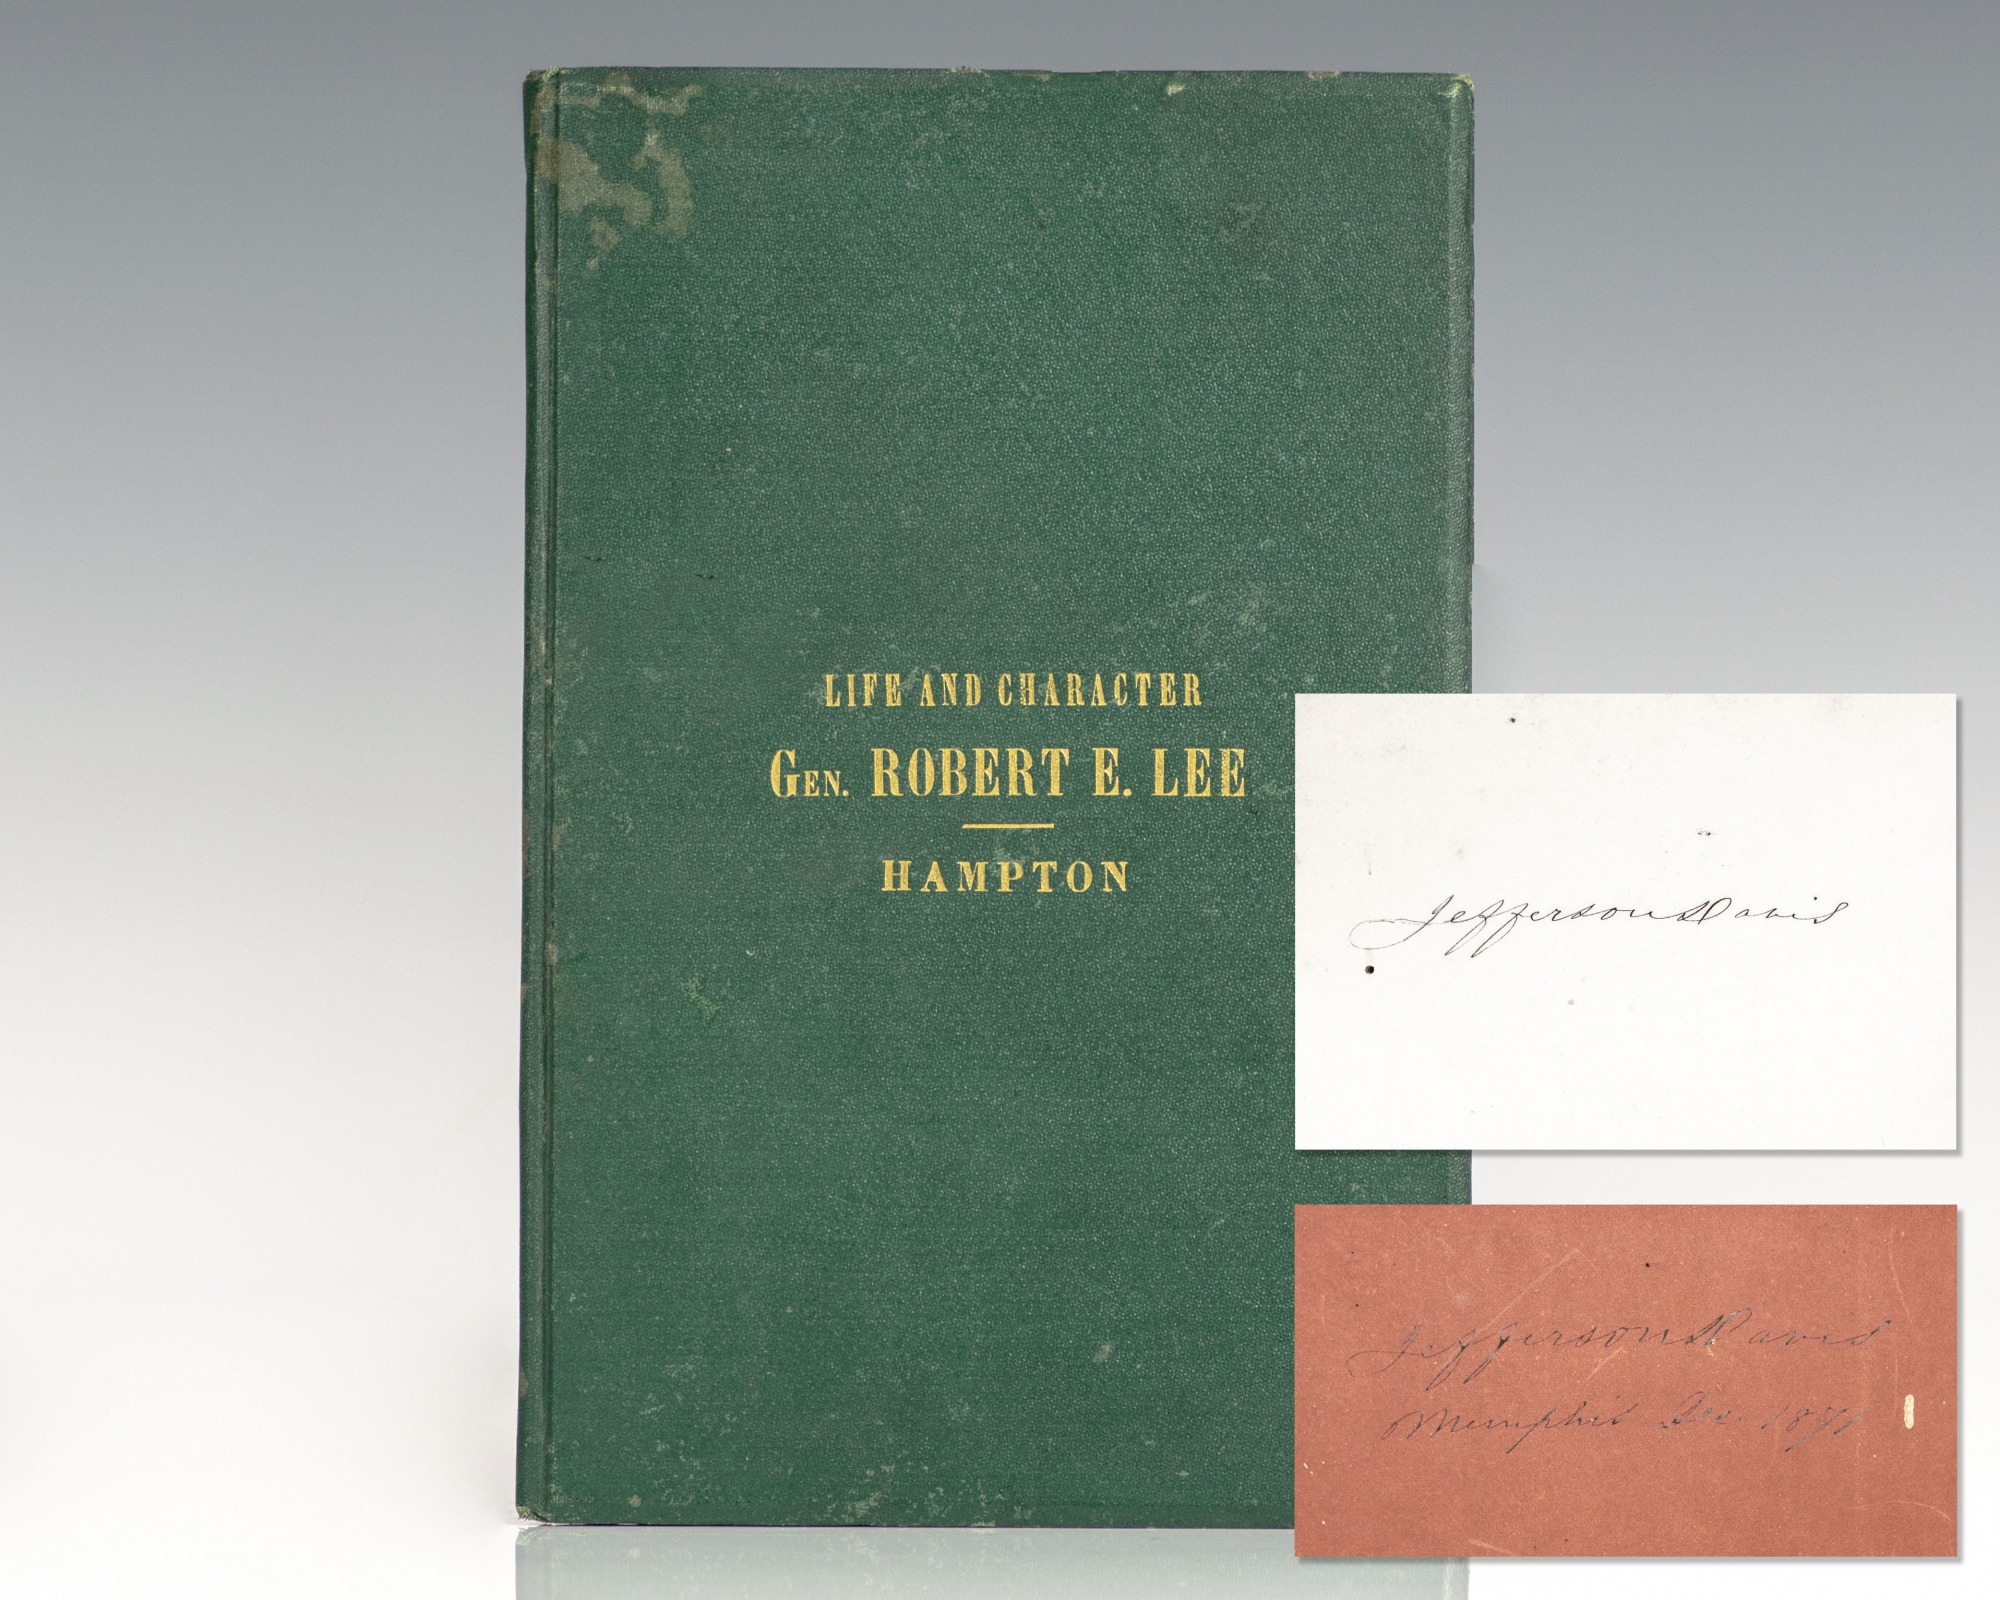 LIFE AND CHARACTER
GEN. ROBERT E. LEE
HAMPTON
Jefferson Davis
Jefferson Davis
Memphis Dec. 1871